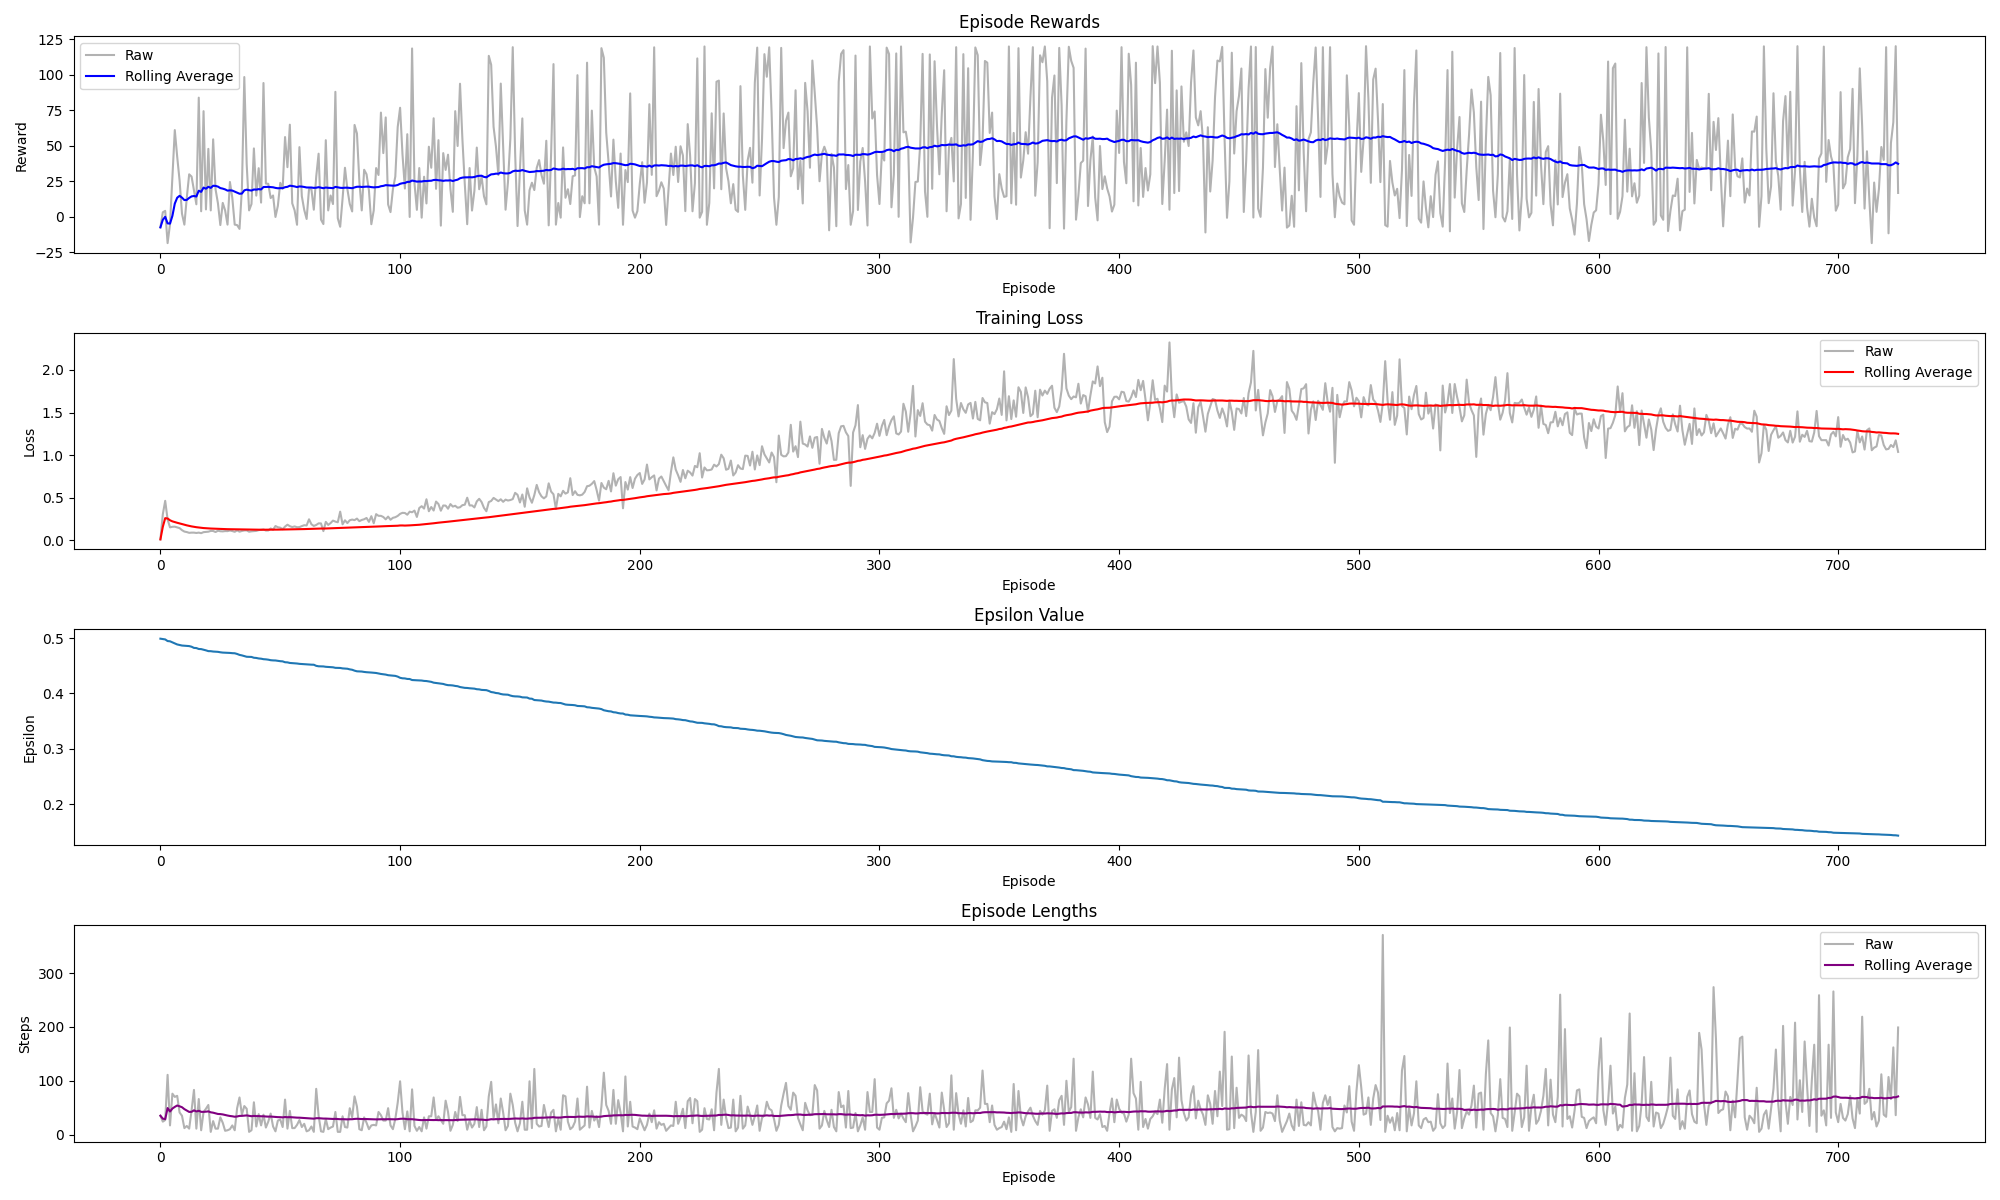 Episode Rewards
Raw
Rolling Average
Reward
125
100
75
50
25
0
−25
0 100 200 300 400 500 600 700
Episode
Training Loss
Raw
Rolling Average
Loss
2.0
1.5
1.0
0.5
0.0
0 100 200 300 400 500 600 700
Episode
Epsilon Value
Epsilon
0.5
0.4
0.3
0.2
0 100 200 300 400 500 600 700
Episode
Episode Lengths
Raw
Rolling Average
Steps
300
200
100
0
0 100 200 300 400 500 600 700
Episode